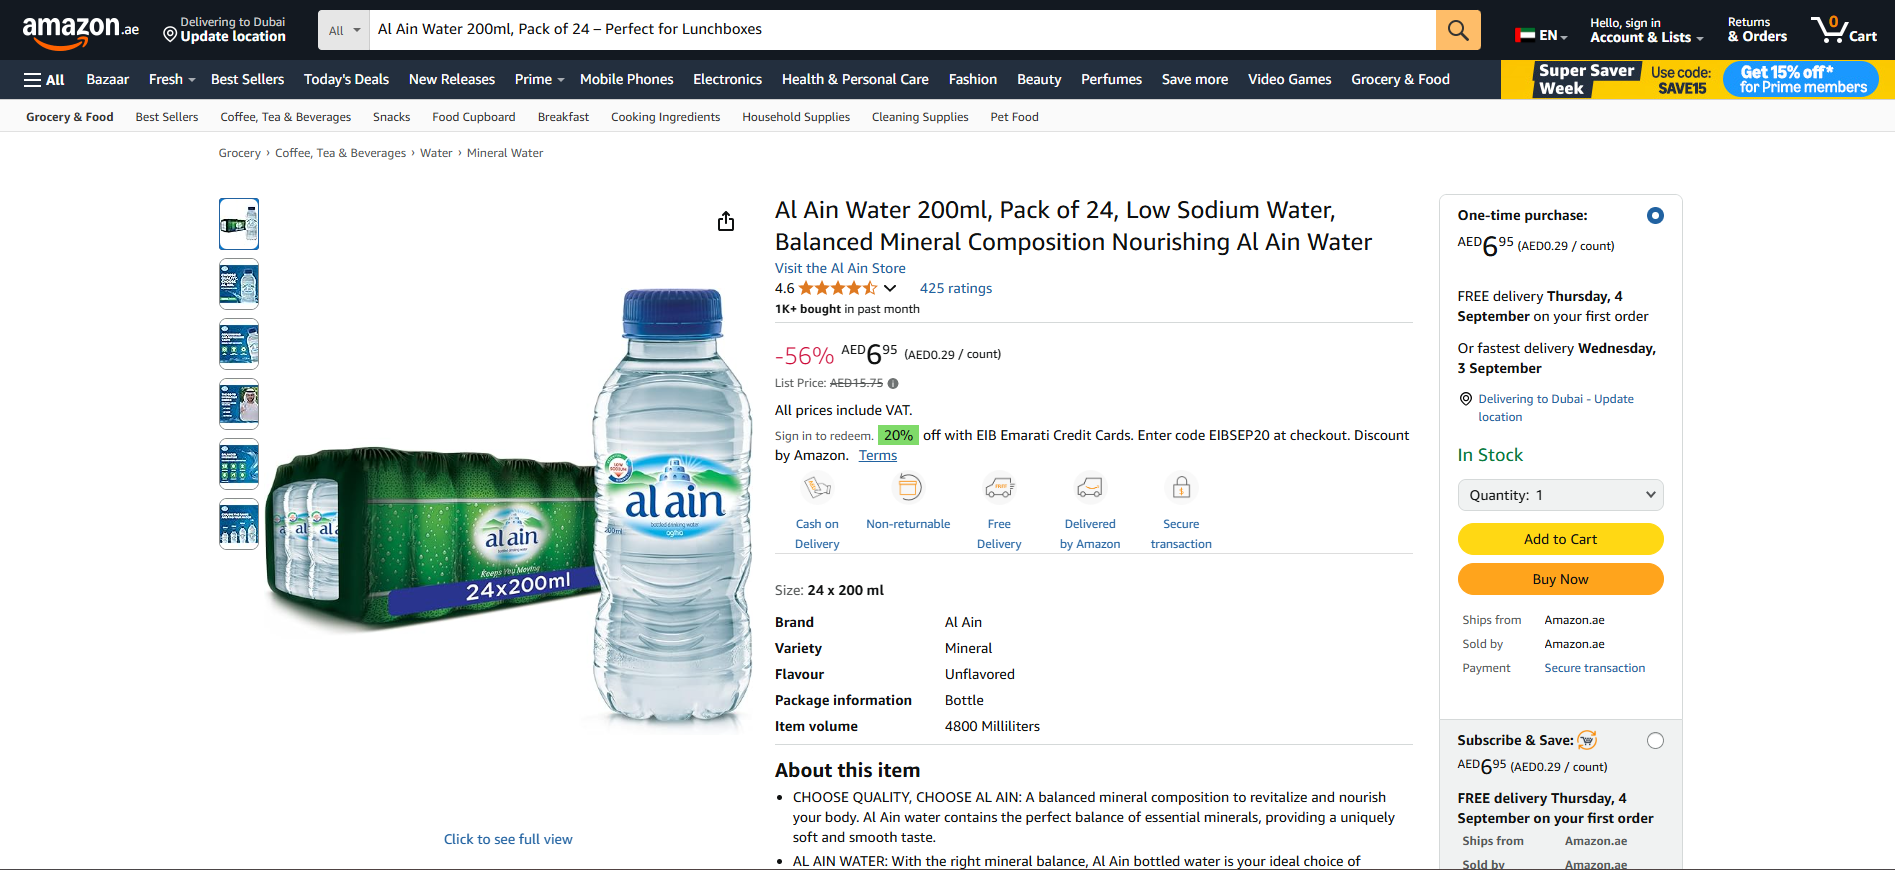 amazon.ae
Delivering to Dubai
Update location
All
Al Ain Water 200ml, Pack of 24 – Perfect for Lunchboxes
EN
Hello, sign in
Account & Lists
Returns
& Orders
0
Cart
All
Bazaar
Fresh
Best Sellers
Today's Deals
New Releases
Prime
Mobile Phones
Electronics
Health & Personal Care
Fashion
Beauty
Perfumes
Save more
Video Games
Grocery & Food
Super Saver
Week
Use code:
SAVE15
Get 15% off*
for Prime members
Grocery & Food
Best Sellers
Coffee, Tea & Beverages
Snacks
Food Cupboard
Breakfast
Cooking Ingredients
Household Supplies
Cleaning Supplies
Pet Food
Grocery › Coffee, Tea & Beverages › Water › Mineral Water
LOW
SODIUM
al ain
bottled drinking water
agthia
200ml
al ain
Keeps You Moving
24x200ml
Click to see full view
Al Ain Water 200ml, Pack of 24, Low Sodium Water,
Balanced Mineral Composition Nourishing Al Ain Water
Visit the Al Ain Store
4.6
425 ratings
1K+ bought in past month
-56% AED6.95 (AED0.29 / count)
List Price: AED15.75
All prices include VAT.
Sign in to redeem. 20% off with EIB Emarati Credit Cards. Enter code EIBSEP20 at checkout. Discount
by Amazon. Terms
Cash on
Delivery
Non-returnable
FREE
Free
Delivery
Delivered
by Amazon
Secure
transaction
Size: 24 x 200 ml
Brand Al Ain
Variety Mineral
Flavour Unflavored
Package information Bottle
Item volume 4800 Milliliters
About this item
• CHOOSE QUALITY, CHOOSE AL AIN: A balanced mineral composition to revitalize and nourish
your body. Al Ain water contains the perfect balance of essential minerals, providing a uniquely
soft and smooth taste.
• AL AIN WATER: With the right mineral balance, Al Ain bottled water is your ideal choice of
One-time purchase:
AED6.95 (AED0.29 / count)
FREE delivery Thursday, 4
September on your first order
Or fastest delivery Wednesday,
3 September
Delivering to Dubai - Update
location
In Stock
Quantity: 1
Add to Cart
Buy Now
Ships from Amazon.ae
Sold by Amazon.ae
Payment Secure transaction
Subscribe & Save:
AED6.95 (AED0.29 / count)
FREE delivery Thursday, 4
September on your first order
Ships from Amazon.ae
Sold by Amazon.ae